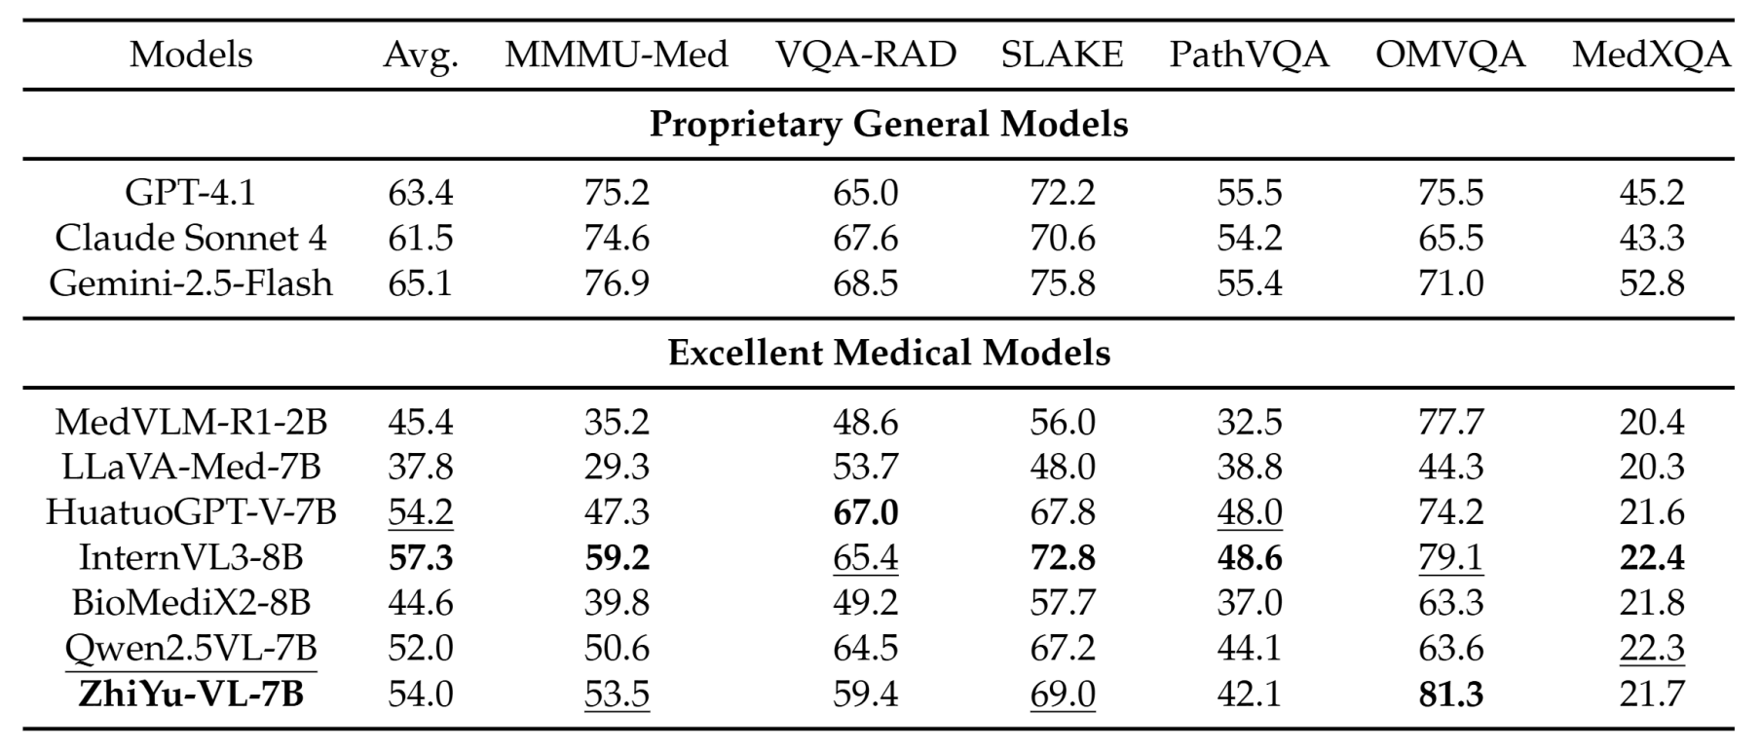 Models Avg. MMMU-Med VQA-RAD SLAKE PathVQA OMVQA MedXQA
Proprietary General Models
GPT-4.1 63.4 75.2 65.0 72.2 55.5 75.5 45.2
Claude Sonnet 4 61.5 74.6 67.6 70.6 54.2 65.5 43.3
Gemini-2.5-Flash 65.1 76.9 68.5 75.8 55.4 71.0 52.8
Excellent Medical Models
MedVLM-R1-2B 45.4 35.2 48.6 56.0 32.5 77.7 20.4
LLaVA-Med-7B 37.8 29.3 53.7 48.0 38.8 44.3 20.3
HuatuoGPT-V-7B 54.2 47.3 67.0 67.8 48.0 74.2 21.6
InternVL3-8B 57.3 59.2 65.4 72.8 48.6 79.1 22.4
BioMediX2-8B 44.6 39.8 49.2 57.7 37.0 63.3 21.8
Qwen2.5VL-7B 52.0 50.6 64.5 67.2 44.1 63.6 22.3
ZhiYu-VL-7B 54.0 53.5 59.4 69.0 42.1 81.3 21.7